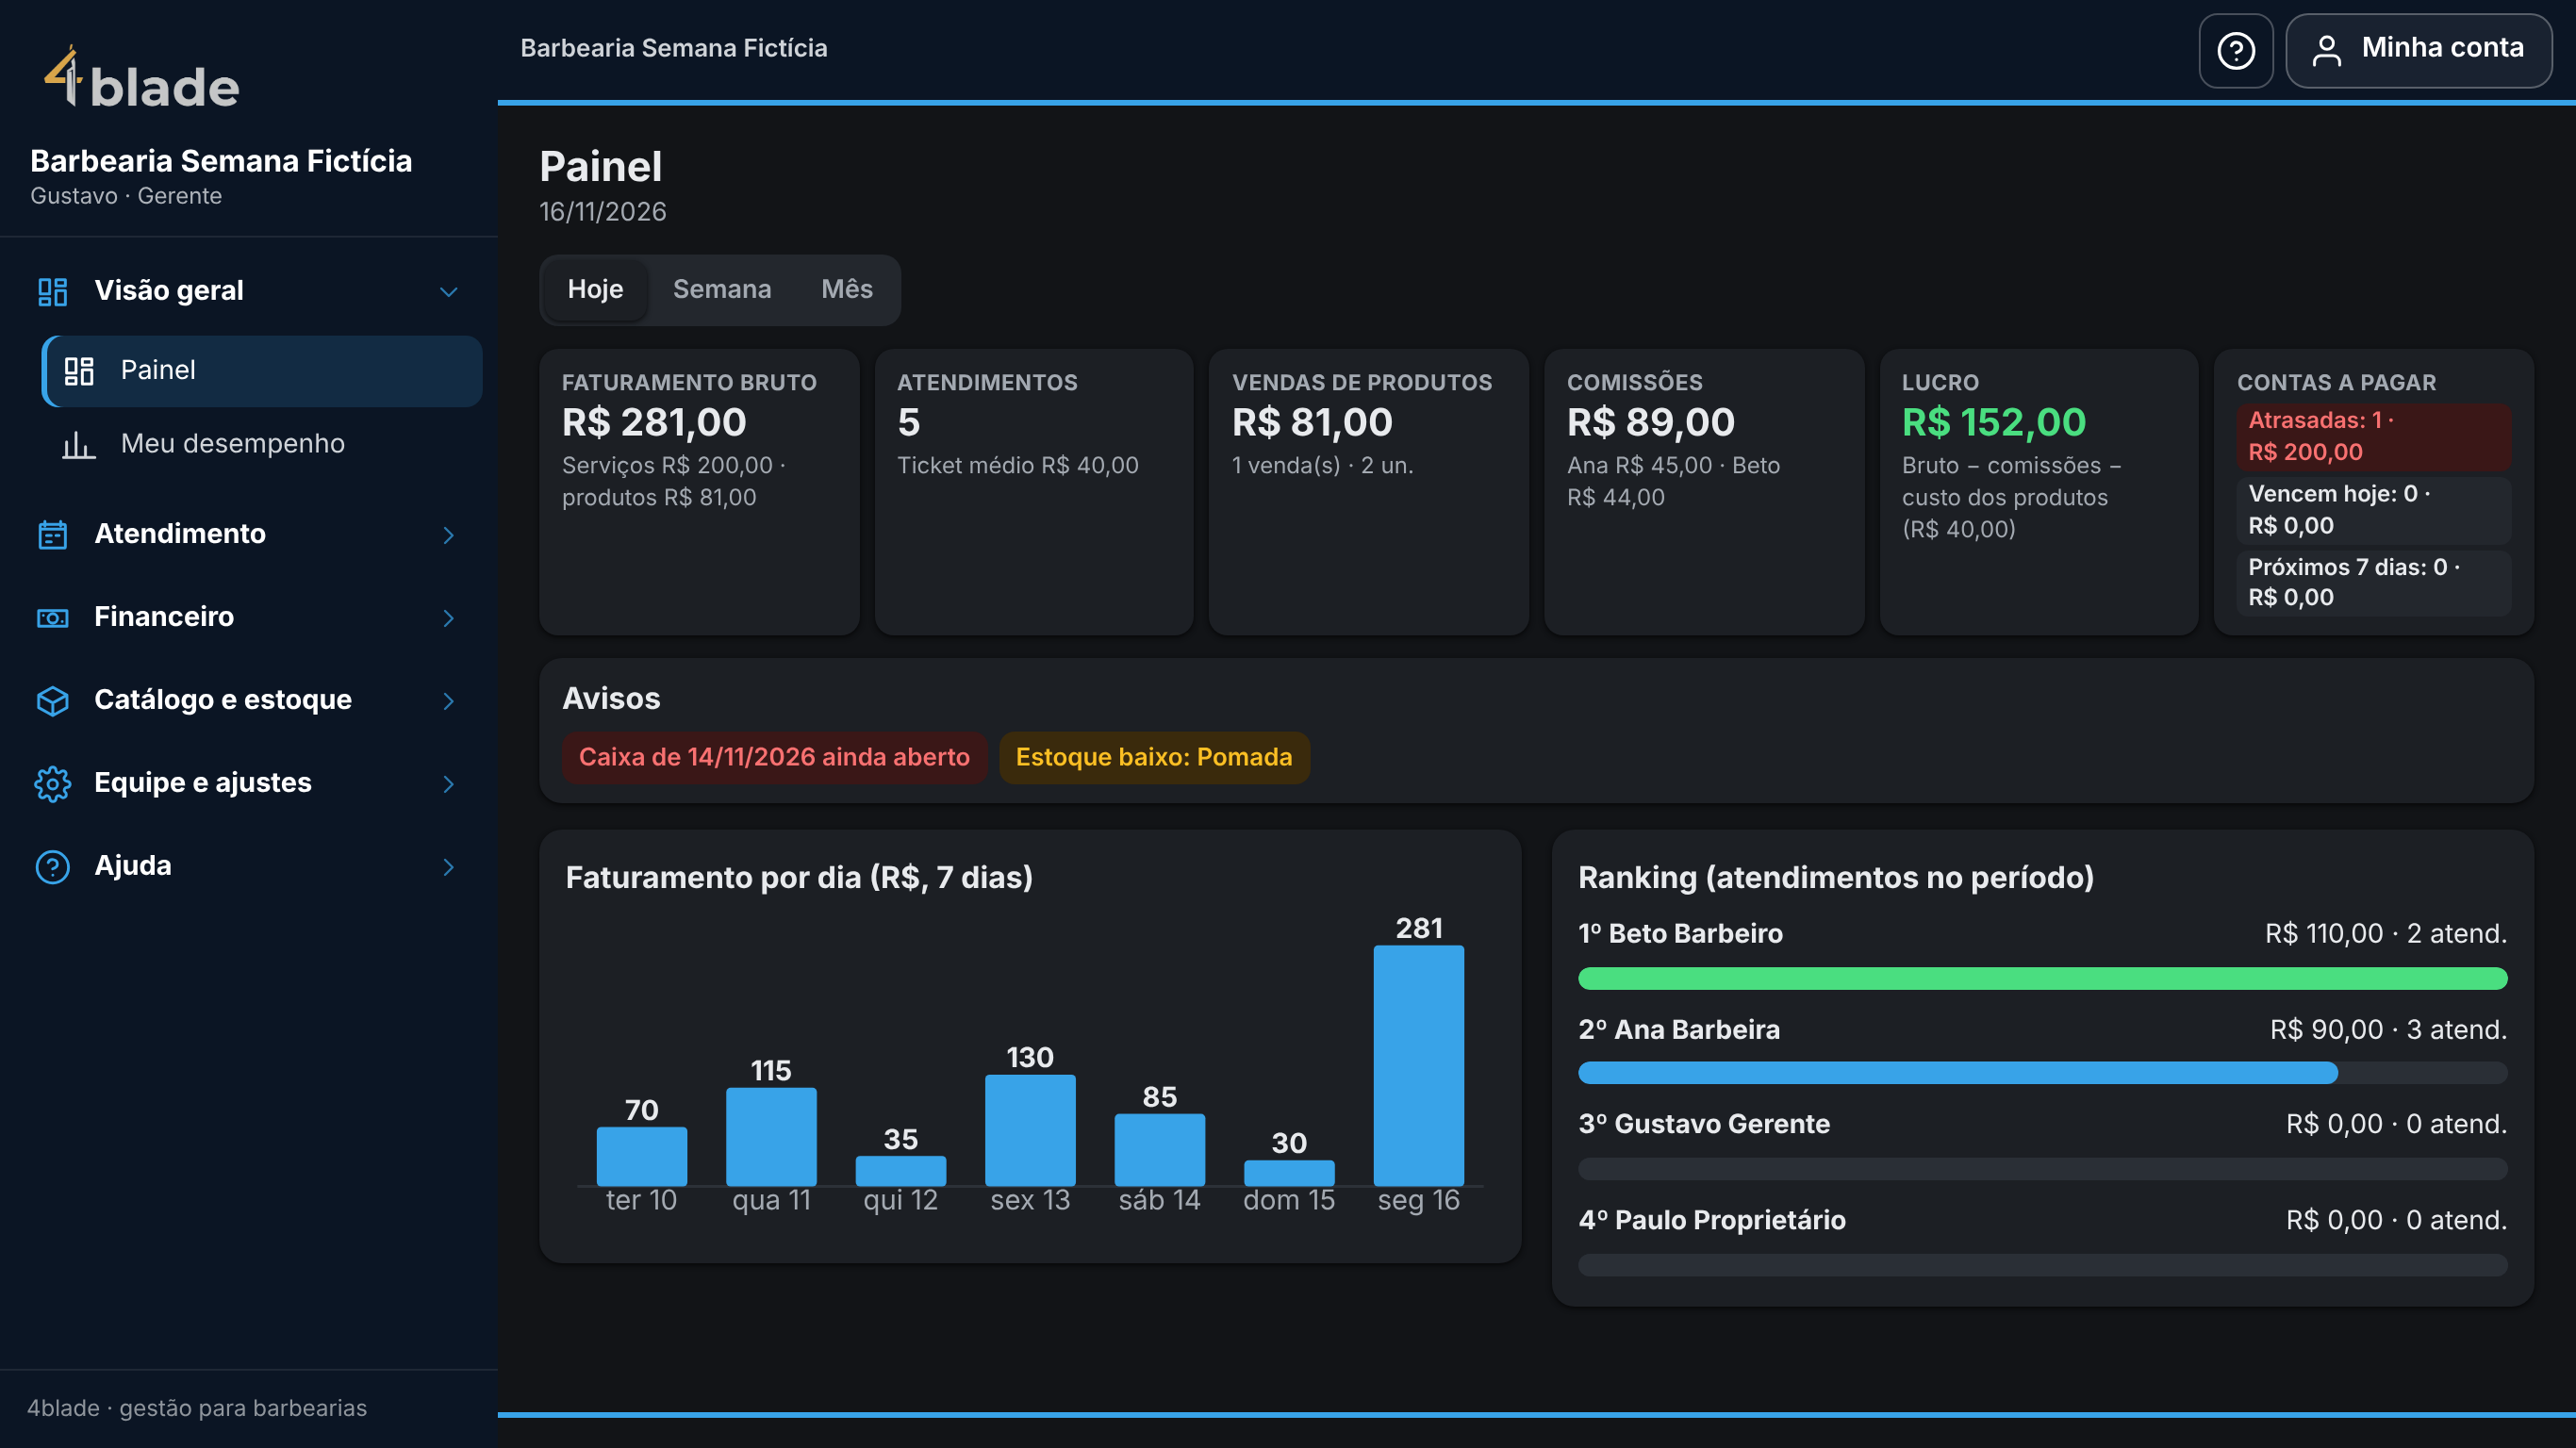 4blade
Barbearia Semana Fictícia
Gustavo · Gerente
Visão geral
Painel
Meu desempenho
Atendimento
Financeiro
Catálogo e estoque
Equipe e ajustes
Ajuda
4blade · gestão para barbearias
Barbearia Semana Fictícia
Minha conta
Painel
16/11/2026
Hoje
Semana
Mês
FATURAMENTO BRUTO
R$ 281,00
Serviços R$ 200,00 ·
produtos R$ 81,00
ATENDIMENTOS
5
Ticket médio R$ 40,00
VENDAS DE PRODUTOS
R$ 81,00
1 venda(s) · 2 un.
COMISSÕES
R$ 89,00
Ana R$ 45,00 · Beto
R$ 44,00
LUCRO
R$ 152,00
Bruto – comissões –
custo dos produtos
(R$ 40,00)
CONTAS A PAGAR
Atrasadas: 1 ·
R$ 200,00
Vencem hoje: 0 ·
R$ 0,00
Próximos 7 dias: 0 ·
R$ 0,00
Avisos
Caixa de 14/11/2026 ainda aberto
Estoque baixo: Pomada
Faturamento por dia (R$, 7 dias)
70
115
35
130
85
30
281
ter 10
qua 11
qui 12
sex 13
sáb 14
dom 15
seg 16
Ranking (atendimentos no período)
1º Beto Barbeiro
R$ 110,00 · 2 atend.
2º Ana Barbeira
R$ 90,00 · 3 atend.
3º Gustavo Gerente
R$ 0,00 · 0 atend.
4º Paulo Proprietário
R$ 0,00 · 0 atend.